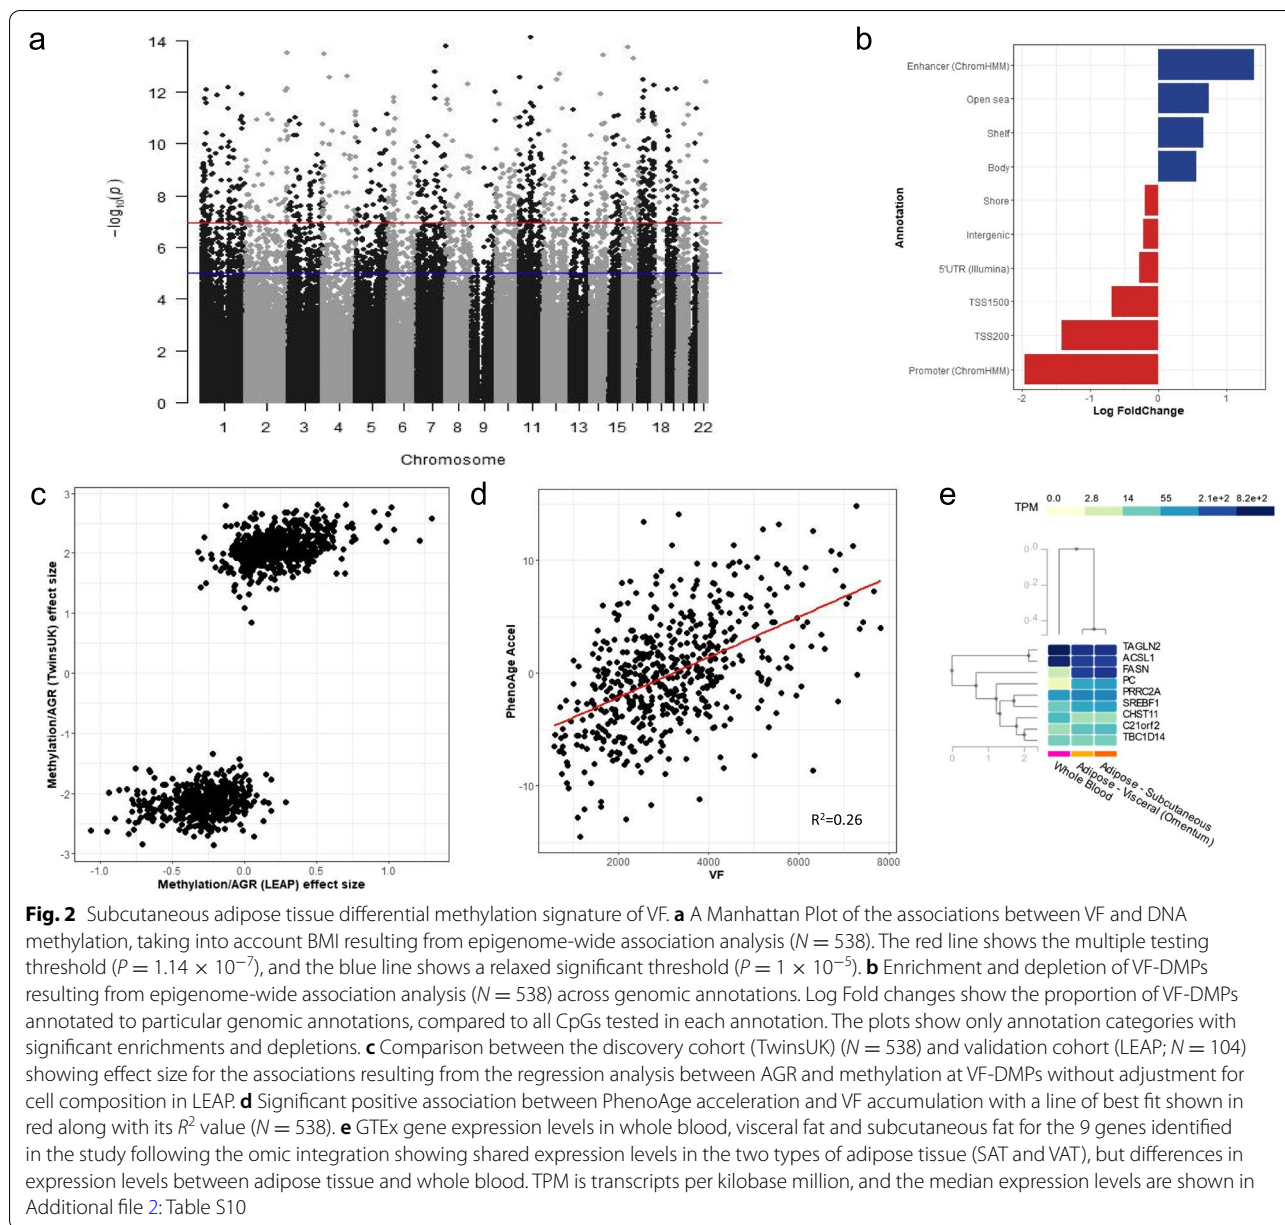 a
14
12
10
8
6
4
2
0
−log10(p)
1 2 3 4 5 6 7 8 9 11 13 15 18 22
Chromosome
b
Enhancer (ChromHMM)
Open sea
Shelf
Body
Shore
Intergenic
5'UTR (Illumina)
TSS1500
TSS200
Promoter (ChromHMM)
Annotation
-2 -1 0 1
Log FoldChange
c
3
2
1
0
-1
-2
-3
Methylation/AGR (TwinsUK) effect size
-1.0 -0.5 0.0 0.5 1.0
Methylation/AGR (LEAP) effect size
d
10
0
-10
PhenoAge Accel
R²=0.26
2000 4000 6000 8000
VF
e
TPM 0.0 2.8 14 55 2.1e+2 8.2e+2
0.0
0.2
0.4
TAGLN2
ACSL1
FASN
PC
PRRC2A
SREBF1
CHST11
C21orf2
TBC1D14
0 1 2
Whole Blood
Adipose - Visceral (Omentum)
Adipose - Subcutaneous
Fig. 2 Subcutaneous adipose tissue differential methylation signature of VF. a A Manhattan Plot of the associations between VF and DNA
methylation, taking into account BMI resulting from epigenome-wide association analysis (N = 538). The red line shows the multiple testing
threshold (P = 1.14 × 10⁻⁷), and the blue line shows a relaxed significant threshold (P = 1 × 10⁻⁵). b Enrichment and depletion of VF-DMPs
resulting from epigenome-wide association analysis (N = 538) across genomic annotations. Log Fold changes show the proportion of VF-DMPs
annotated to particular genomic annotations, compared to all CpGs tested in each annotation. The plots show only annotation categories with
significant enrichments and depletions. c Comparison between the discovery cohort (TwinsUK) (N = 538) and validation cohort (LEAP; N = 104)
showing effect size for the associations resulting from the regression analysis between AGR and methylation at VF-DMPs without adjustment for
cell composition in LEAP. d Significant positive association between PhenoAge acceleration and VF accumulation with a line of best fit shown in
red along with its R² value (N = 538). e GTEx gene expression levels in whole blood, visceral fat and subcutaneous fat for the 9 genes identified
in the study following the omic integration showing shared expression levels in the two types of adipose tissue (SAT and VAT), but differences in
expression levels between adipose tissue and whole blood. TPM is transcripts per kilobase million, and the median expression levels are shown in
Additional file 2: Table S10